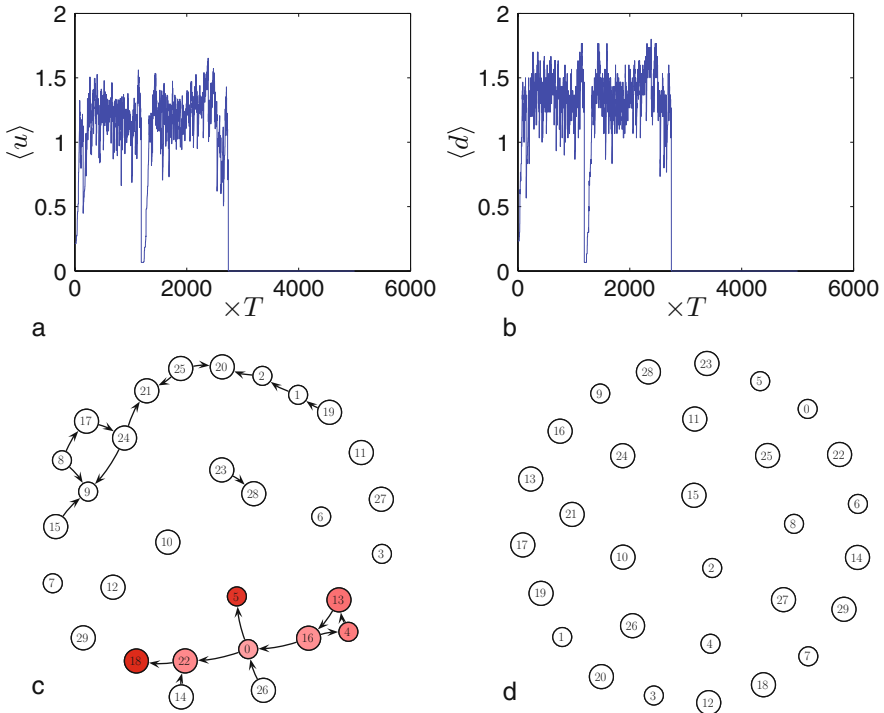 2 2
1.5 1.5
⟨u⟩ 1 ⟨d⟩ 1
0.5 0.5
0 0
0 2000 4000 6000 0 2000 4000 6000
×T ×T
a b
25 20 2 1 19
21
17 24
8 9
15
23 28
11 27 6 3
10
7 12
29
5 13
16 4
0
18 22
14 26
c
28 23 5 0
9 11
16 24 25 22
13 15 6
21 8
17 10 2 14
19 27 29
26 4
1 7
20 3 12 18
d